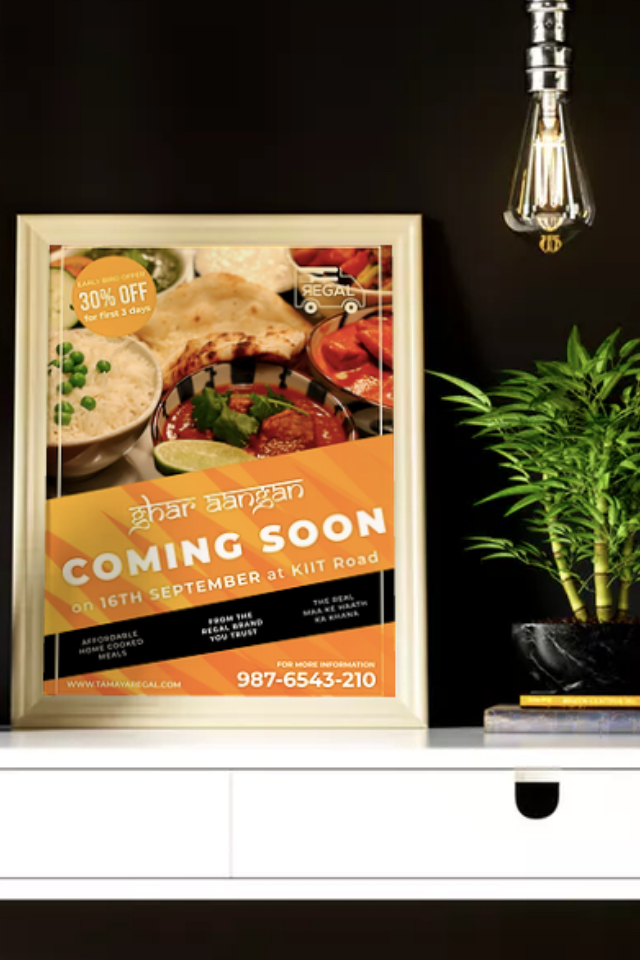 EARLY BIRD OFFER
30% OFF
for first 3 days
REGAL
ghar aangan
COMING SOON
on 16TH SEPTEMBER at KIIT Road
AFFORDABLE
HOME COOKED
MEALS
FROM THE
REGAL BRAND
YOU TRUST
THE REAL
MAA KE HAATH
KA KHANA
FOR MORE INFORMATION
WWW.TAMAYAREGAL.COM
987-6543-210